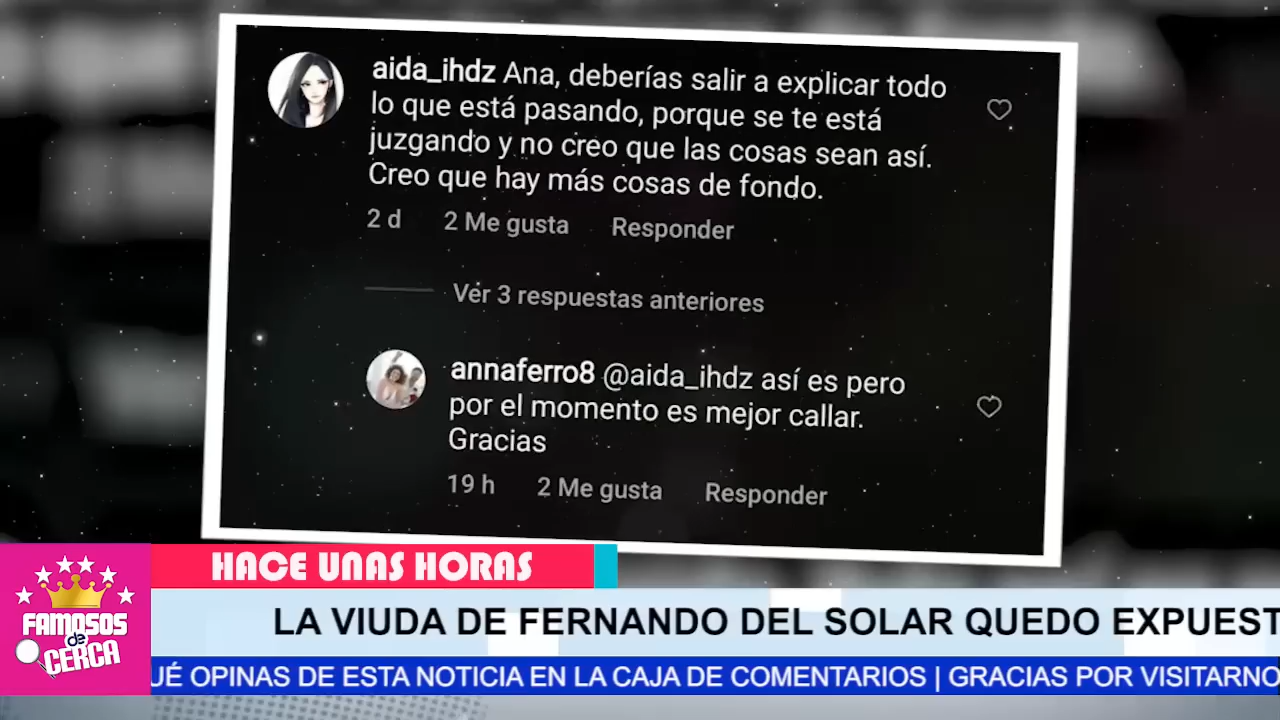 aida_ihdz Ana, deberías salir a explicar todo
lo que está pasando, porque se te está
juzgando y no creo que las cosas sean así.
Creo que hay más cosas de fondo.
2 d 2 Me gusta Responder
Ver 3 respuestas anteriores
annaferro8 @aida_ihdz así es pero
por el momento es mejor callar.
Gracias
19 h 2 Me gusta Responder
HACE UNAS HORAS
FAMOSOS
de
CERCA
LA VIUDA DE FERNANDO DEL SOLAR QUEDO EXPUEST
UÉ OPINAS DE ESTA NOTICIA EN LA CAJA DE COMENTARIOS | GRACIAS POR VISITARNO